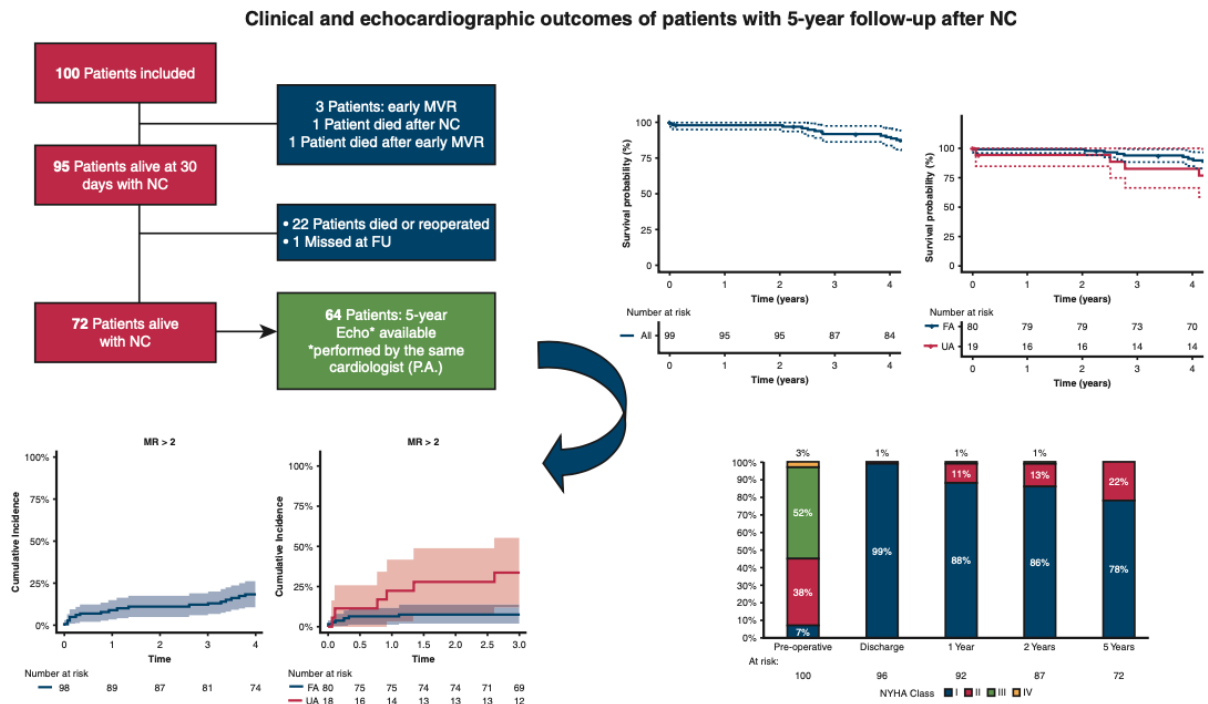 Clinical and echocardiographic outcomes of patients with 5-year follow-up after NC
100 Patients included
3 Patients: early MVR
1 Patient died after NC
1 Patient died after early MVR
95 Patients alive at 30
days with NC
• 22 Patients died or reoperated
• 1 Missed at FU
72 Patients alive
with NC
64 Patients: 5-year
Echo* available
*performed by the same
cardiologist (P.A.)
Survival probability (%)
100
75
50
25
0
0 1 2 3 4
Time (years)
Number at risk
All 99 95 95 87 84
0 1 2 3 4
Time (years)
Survival probability (%)
100
75
50
25
0
0 1 2 3 4
Time (years)
Number at risk
FA 80 79 79 73 70
UA 19 16 16 14 14
0 1 2 3 4
Time (years)
MR > 2
Cumulative Incidence
100%
75%
50%
25%
0%
0 1 2 3 4
Time
Number at risk
98 89 87 81 74
MR > 2
Cumulative Incidence
100%
75%
50%
25%
0%
0.0 0.5 1.0 1.5 2.0 2.5 3.0
Time
Number at risk
FA 80 75 75 74 74 71 69
UA 18 16 14 13 13 13 12
100%
90%
80%
70%
60%
50%
40%
30%
20%
10%
0%
3% 1% 1% 1%
52% 38% 7%
99%
11% 88%
13% 86%
22% 78%
Pre-operative Discharge 1 Year 2 Years 5 Years
At risk:
100 96 92 87 72
NYHA Class I II III IV